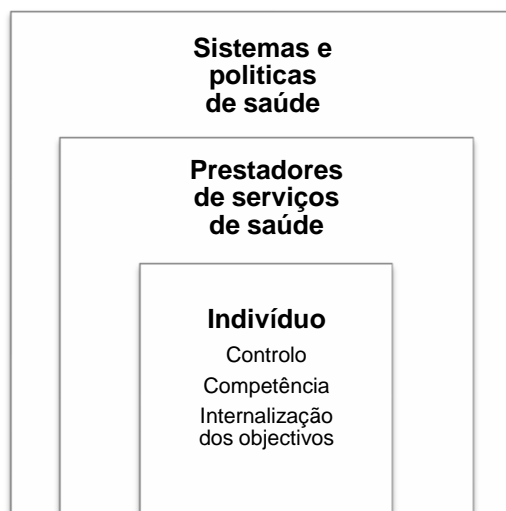 Sistemas e
politicas
de saúde
Prestadores
de serviços
de saúde
Indivíduo
Controlo
Competência
Internalização
dos objectivos